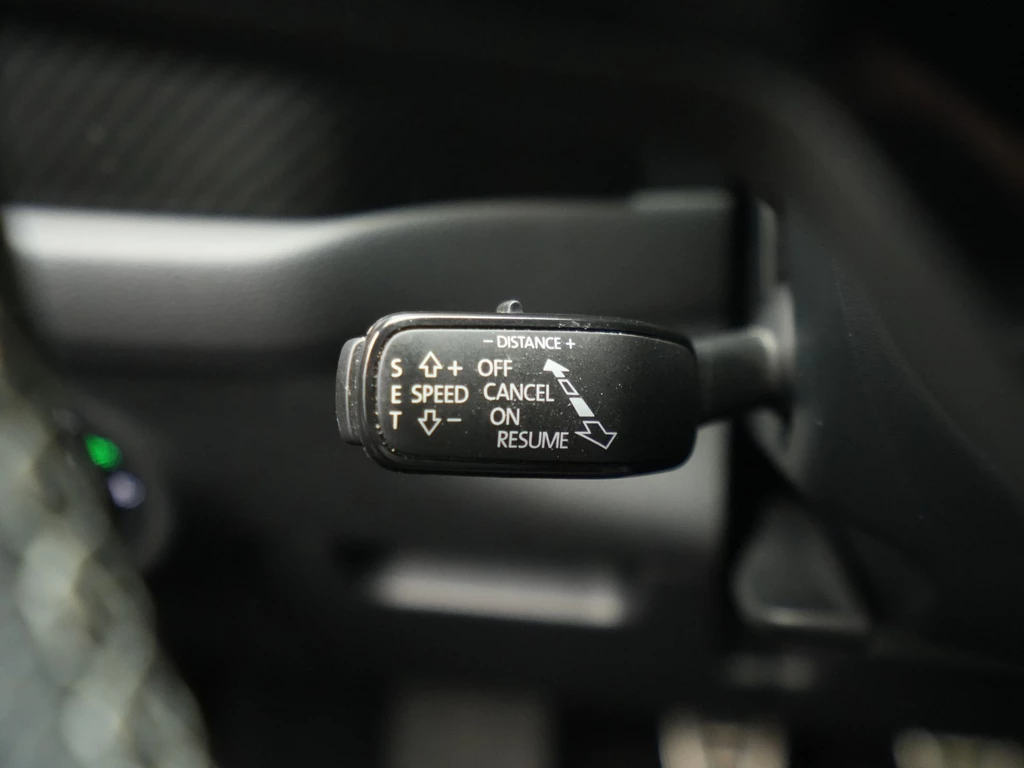 - DISTANCE +
S + OFF
E SPEED CANCEL
T - ON
RESUME